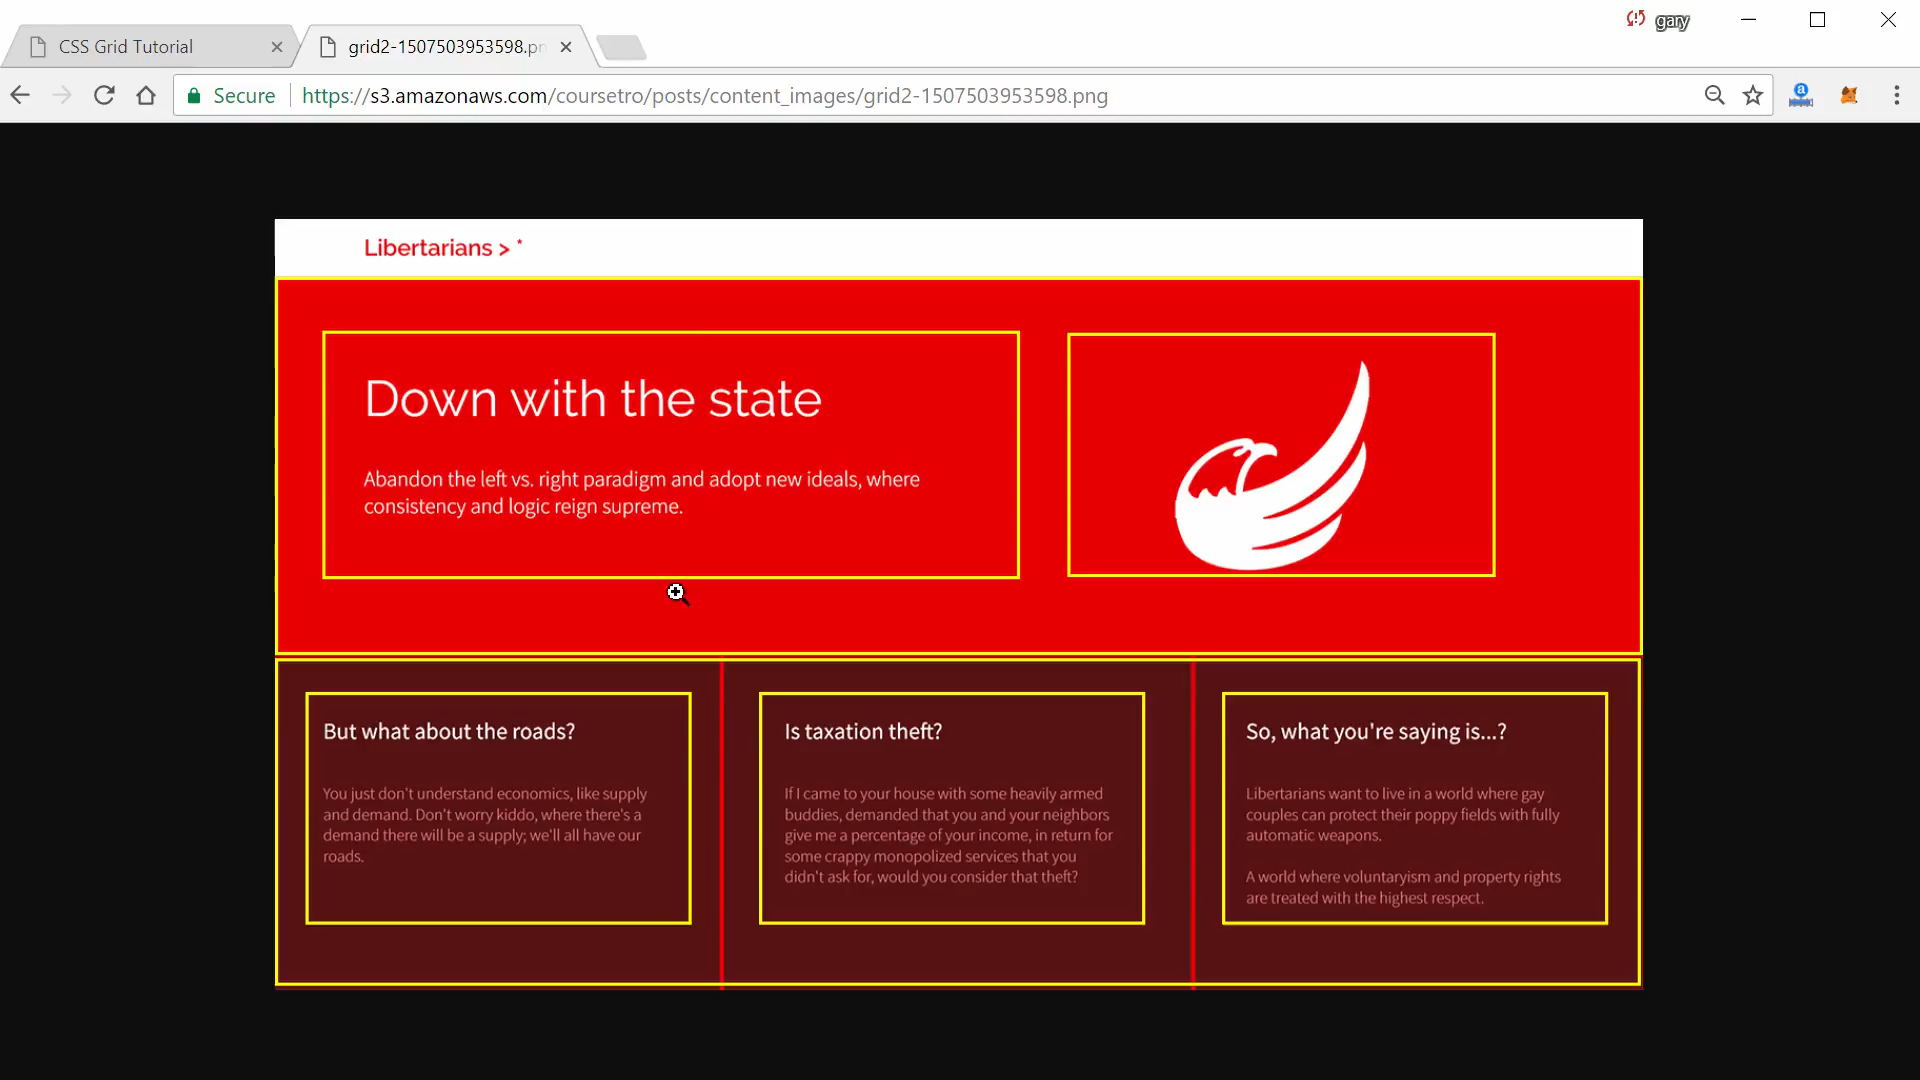 gary
CSS Grid Tutorial
grid2-1507503953598.pn
Secure
https://s3.amazonaws.com/coursetro/posts/content_images/grid2-1507503953598.png
Libertarians > *
Down with the state
Abandon the left vs. right paradigm and adopt new ideals, where
consistency and logic reign supreme.
But what about the roads?
You just don't understand economics, like supply
and demand. Don't worry kiddo, where there's a
demand there will be a supply; we'll all have our
roads.
Is taxation theft?
If I came to your house with some heavily armed
buddies, demanded that you and your neighbors
give me a percentage of your income, in return for
some crappy monopolized services that you
didn't ask for, would you consider that theft?
So, what you're saying is...?
Libertarians want to live in a world where gay
couples can protect their poppy fields with fully
automatic weapons.
A world where voluntaryism and property rights
are treated with the highest respect.